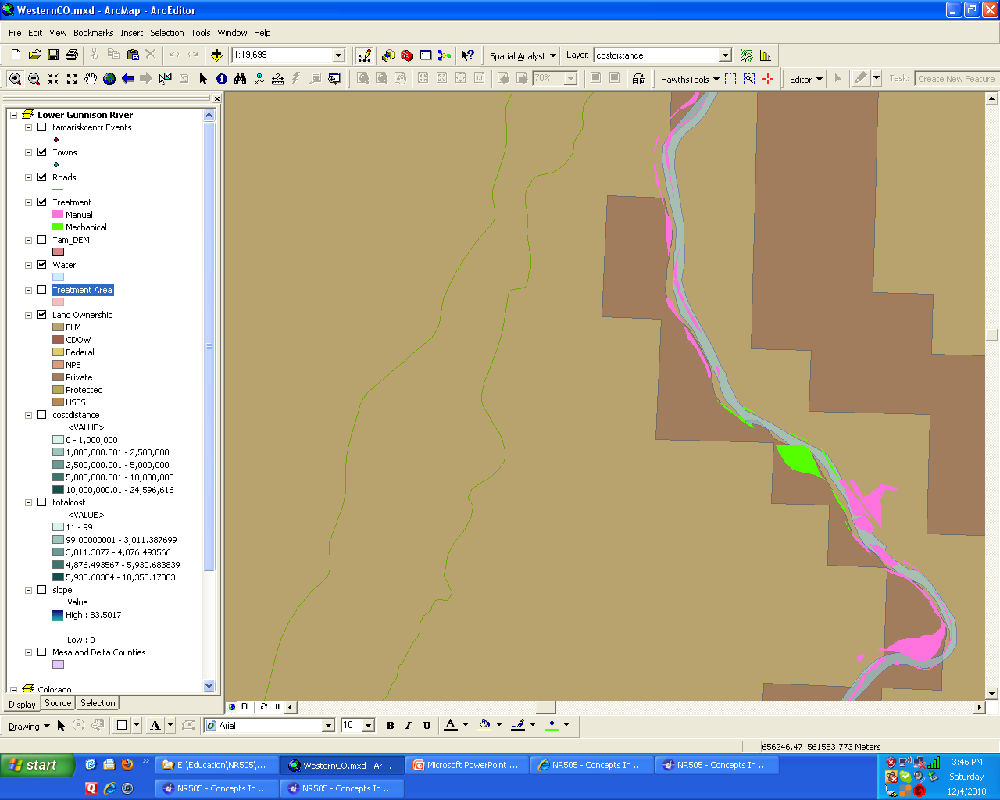 WesternCO.mxd - ArcMap - ArcEditor
File Edit View Bookmarks Insert Selection Tools Window Help
1:19,699 Spatial Analyst Layer: costdistance
70% HawthsTools Editor Task: Create New Feature
Lower Gunnison River
tamariskcentr Events
Towns
Roads
Treatment
Manual
Mechanical
Tam_DEM
Water
Treatment Area
Land Ownership
BLM
CDOW
Federal
NPS
Private
Protected
USFS
costdistance
<VALUE>
0 - 1,000,000
1,000,000.001 - 2,500,000
2,500,000.001 - 5,000,000
5,000,000.001 - 10,000,000
10,000,000.01 - 24,596,616
totalcost
<VALUE>
11 - 99
99.00000001 - 3,011.387699
3,011.3877 - 4,876.493566
4,876.493567 - 5,930.683839
5,930.68384 - 10,350.17383
slope
Value
High : 83.5017
Low : 0
Mesa and Delta Counties
Colorado
Display Source Selection
Drawing A Arial 10 B I U A
656246.47 561553.773 Meters
start E:\Education\NR505\... WesternCO.mxd - Ar... Microsoft PowerPoint ... NR505 - Concepts In ... NR505 - Concepts In ... 3:46 PM
Saturday
NR505 - Concepts In ... NR505 - Concepts In ... 12/4/2010